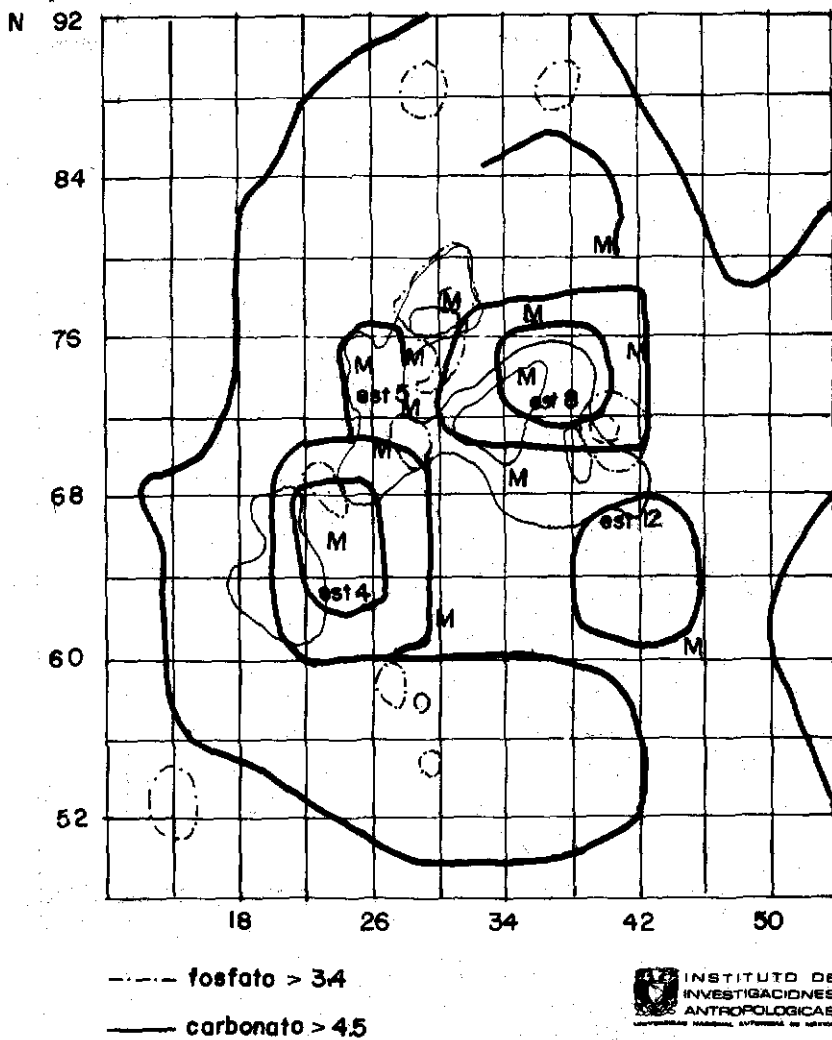 N 92
84
76
68
60
52
18 26 34 42 50
M
M
M
M
M
M
M
est 5
M
est 8
M
M
M
est 12
M
est 4
M
M
fosfato > 3.4
carbonato > 4.5
INSTITUTO DE
INVESTIGACIONES
ANTROPOLOGICAS